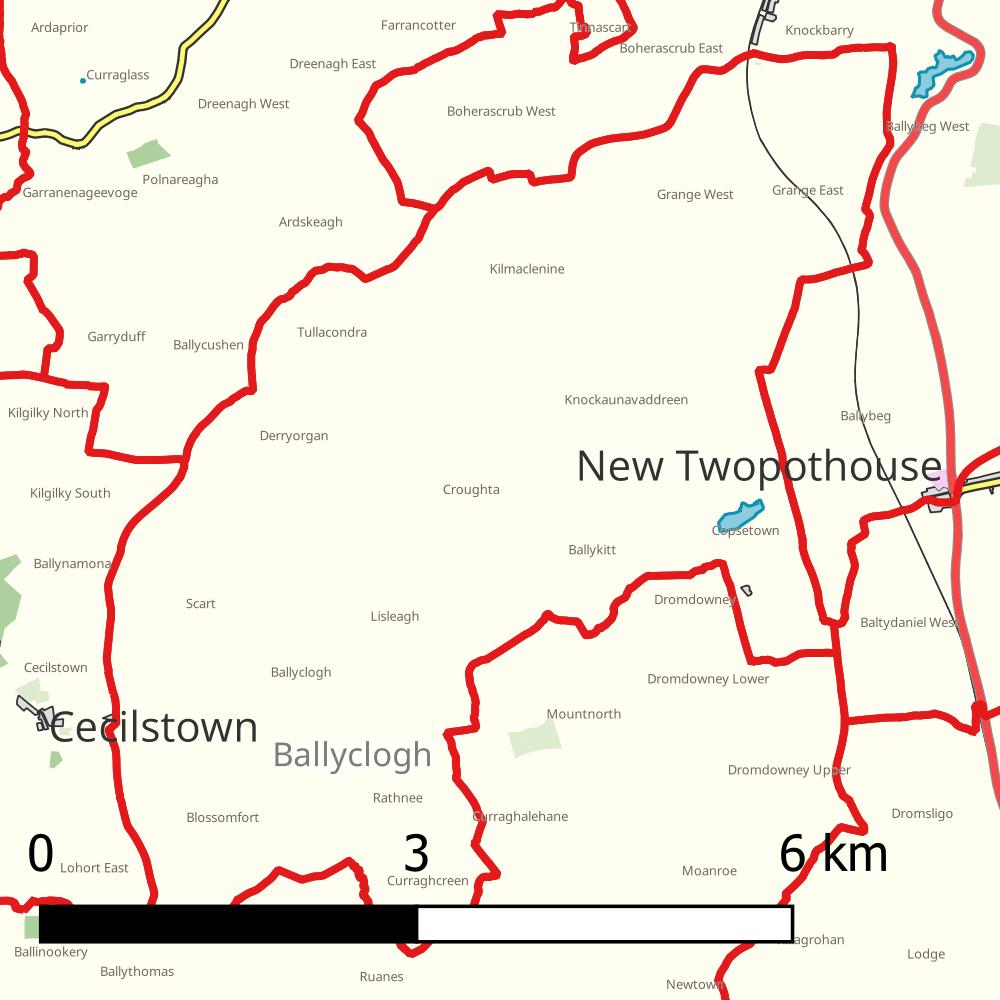 Farrancotter
Tinnascart
Ardaprior
Knockbarry
Boherascrub East
Dreenagh East
Curraglass
Dreenagh West
Boherascrub West
Ballybeg West
Polnareagha
Garranenageevoge
Grange West
Grange East
Ardskeagh
Kilmaclenine
Tullacondra
Garryduff
Ballycushen
Knockaunavaddreen
Kilgilky North
Ballybeg
Derryorgan
New Twopothouse
Croughta
Kilgilky South
Copsetown
Ballykitt
Ballynamona
Scart
Dromdowney
Lisleagh
Baltydaniel West
Cecilstown
Ballyclogh
Dromdowney Lower
Mountnorth
Cecilstown
Ballyclogh
Dromdowney Upper
Rathnee
Blossomfort
Curraghalehane
Dromsligo
0 3 6 km
Lohort East
Moanroe
Curraghcreen
Ballinookery
Lodge
Ballythomas
Ruanes
Newtown